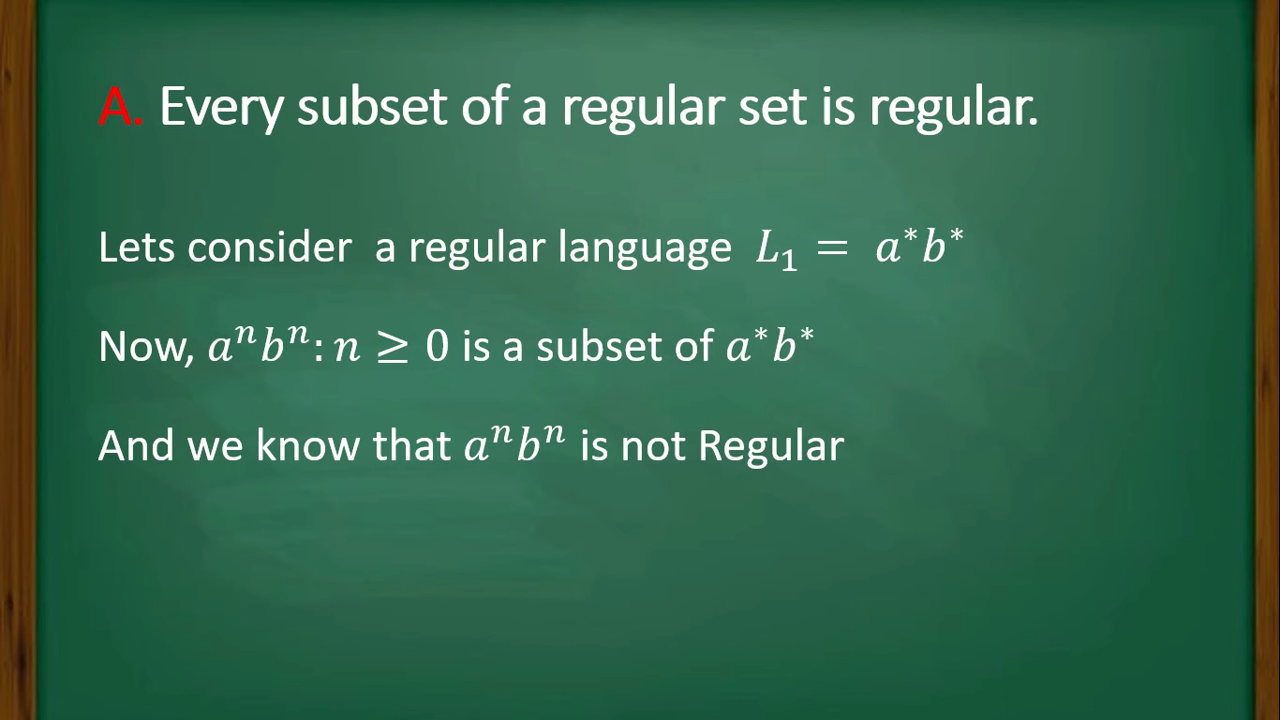 A. Every subset of a regular set is regular.
Lets consider a regular language L₁ = a*b*
Now, aⁿbⁿ: n ≥ 0 is a subset of a*b*
And we know that aⁿbⁿ is not Regular